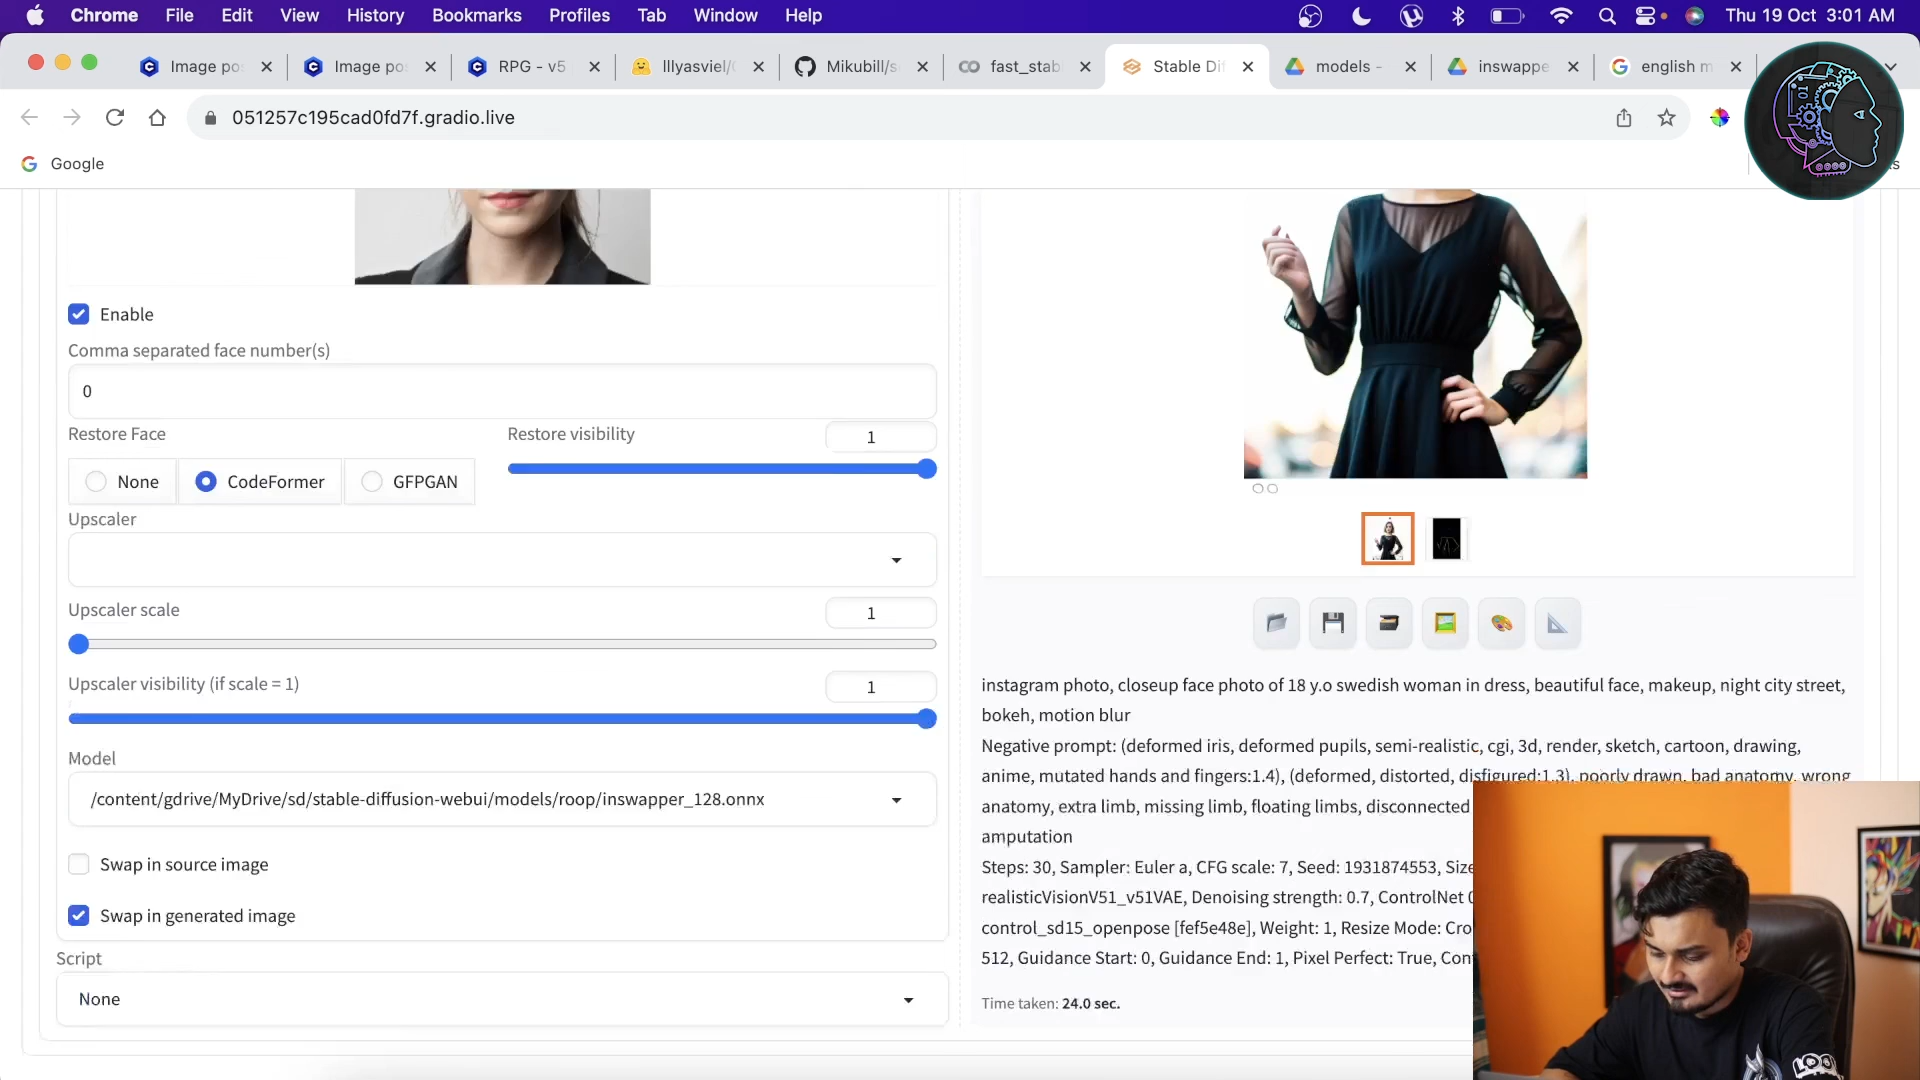 Chrome File Edit View History Bookmarks Profiles Tab Window Help Thu 19 Oct 3:01 AM
Image po RPG - v5 Illyasviel/ Mikubill/s fast_stab Stable Dif models - inswappe english m
051257c195cad0fd7f.gradio.live
Google
Enable
Comma separated face number(s)
0
Restore Face
Restore visibility
1
None CodeFormer GFPGAN
Upscaler
Upscaler scale
1
Upscaler visibility (if scale = 1)
1
Model
/content/gdrive/MyDrive/sd/stable-diffusion-webui/models/roop/inswapper_128.onnx
Swap in source image
Swap in generated image
Script
None
instagram photo, closeup face photo of 18 y.o swedish woman in dress, beautiful face, makeup, night city street,
bokeh, motion blur
Negative prompt: (deformed iris, deformed pupils, semi-realistic, cgi, 3d, render, sketch, cartoon, drawing,
anime, mutated hands and fingers:1.4), (deformed, distorted, disfigured:1.3), poorly drawn, bad anatomy, wrong
anatomy, extra limb, missing limb, floating limbs, disconnected
amputation
Steps: 30, Sampler: Euler a, CFG scale: 7, Seed: 1931874553, Size
realisticVisionV51_v51VAE, Denoising strength: 0.7, ControlNet 0
control_sd15_openpose [fef5e48e], Weight: 1, Resize Mode: Cro
512, Guidance Start: 0, Guidance End: 1, Pixel Perfect: True, Con
Time taken: 24.0 sec.